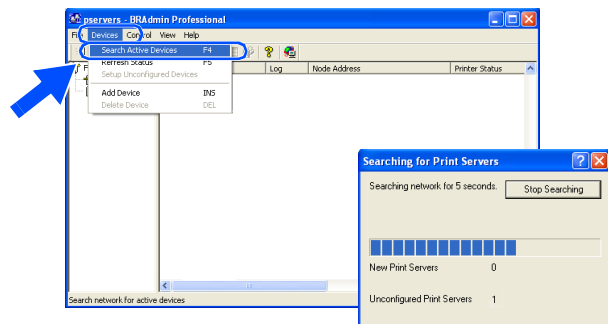 pservers - BRAdmin Professional
File Devices Control View Help
Search Active Devices F4
Refresh Status F5
Log Node Address Printer Status
Setup Unconfigured Devices
Add Device INS
Delete Device DEL
Searching for Print Servers
Searching network for 5 seconds. Stop Searching
New Print Servers 0
Unconfigured Print Servers 1
Search network for active devices